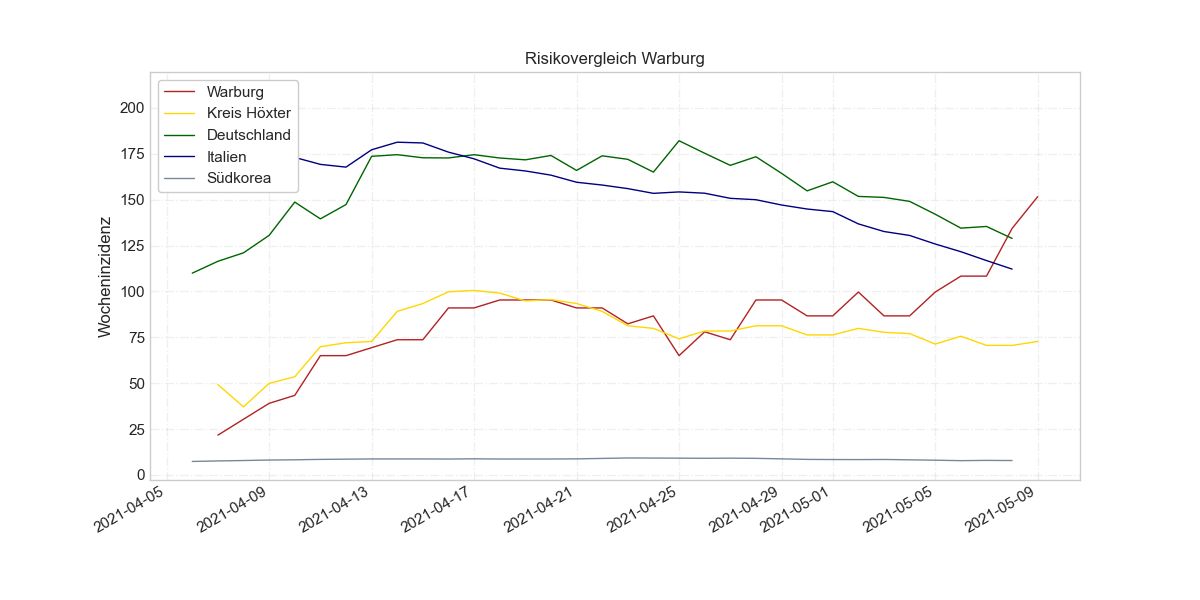 Risikovergleich Warburg
Warburg
Kreis Höxter
Deutschland
Italien
Südkorea
Wocheninzidenz
200
175
150
125
100
75
50
25
0
2021-04-05
2021-04-09
2021-04-13
2021-04-17
2021-04-21
2021-04-25
2021-04-29
2021-05-01
2021-05-05
2021-05-09